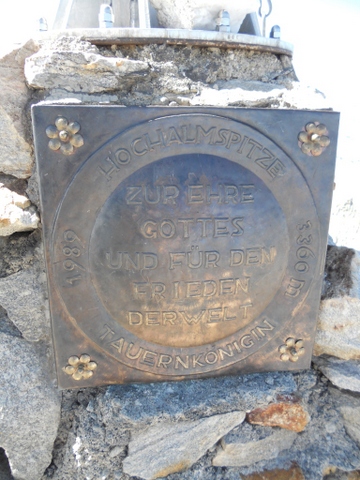 HOCHALMSPITZE
1989
3360 m
ZUR EHRE
GOTTES
UND FÜR DEN
FRIEDEN
DER WELT
TAUERNKÖNIGIN